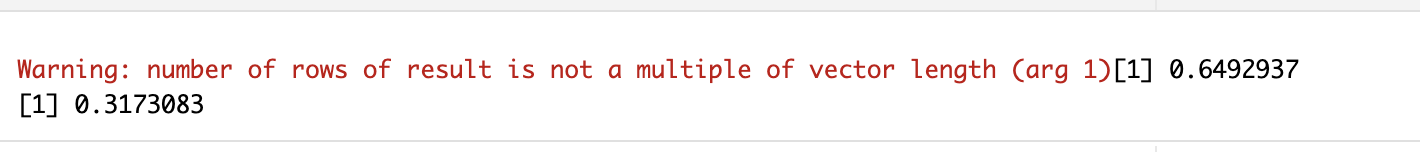 Warning: number of rows of result is not a multiple of vector length (arg 1)[1] 0.6492937
[1] 0.3173083